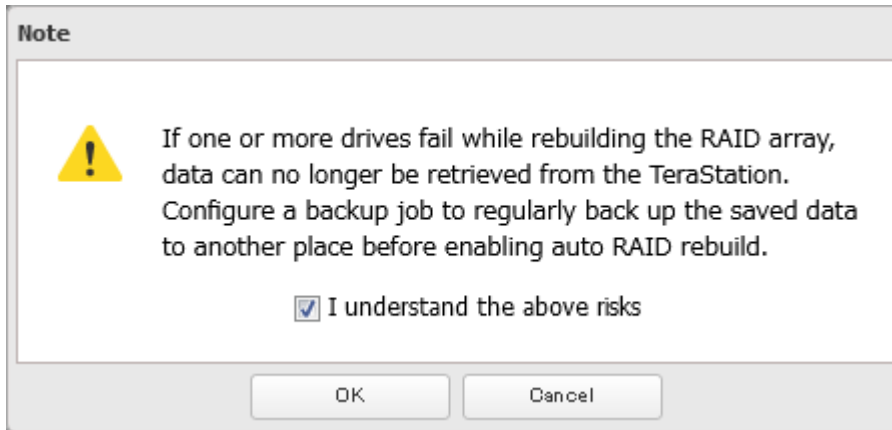 Note
If one or more drives fail while rebuilding the RAID array,
data can no longer be retrieved from the TeraStation.
Configure a backup job to regularly back up the saved data
to another place before enabling auto RAID rebuild.
I understand the above risks
OK
Cancel